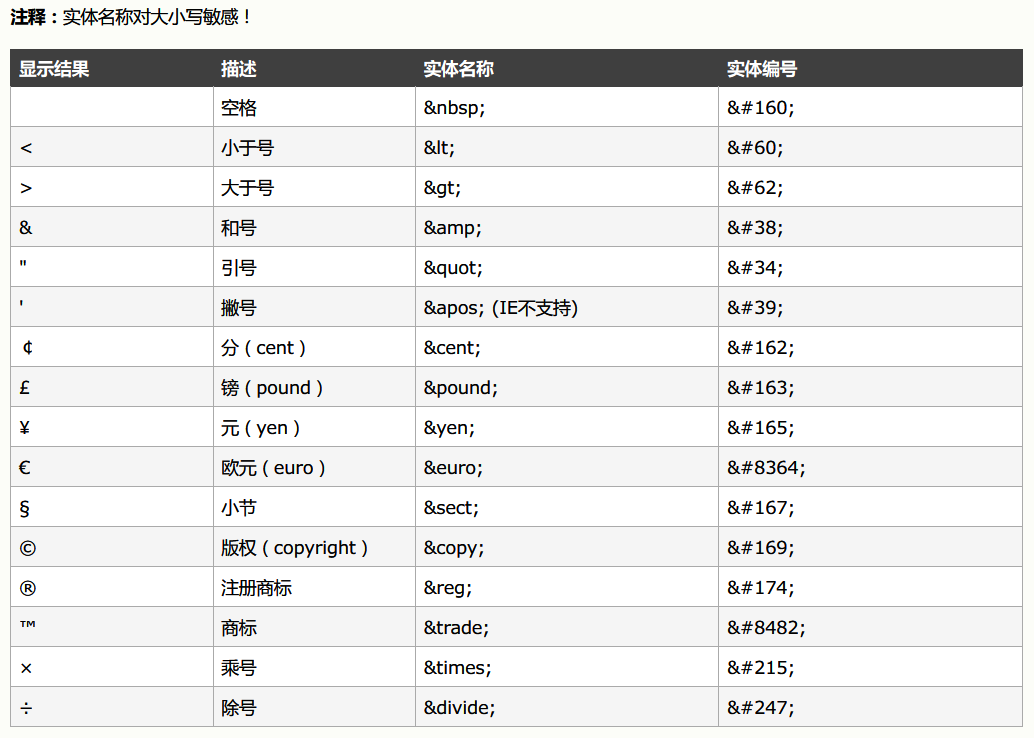 注释：实体名称对大小写敏感！
显示结果 描述 实体名称 实体编号
空格 &nbsp; &#160;
< 小于号 &lt; &#60;
> 大于号 &gt; &#62;
& 和号 &amp; &#38;
" 引号 &quot; &#34;
' 撇号 &apos; (IE不支持) &#39;
￠ 分（cent） &cent; &#162;
£ 镑（pound） &pound; &#163;
¥ 元（yen） &yen; &#165;
€ 欧元（euro） &euro; &#8364;
§ 小节 &sect; &#167;
© 版权（copyright） &copy; &#169;
® 注册商标 &reg; &#174;
™ 商标 &trade; &#8482;
× 乘号 &times; &#215;
÷ 除号 &divide; &#247;